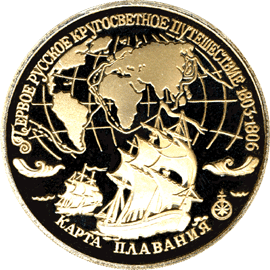 ПЕРВОЕ РУССКОЕ КРУГОСВЕТНОЕ ПУТЕШЕСТВИЕ·1803-1806
КАРТА ПЛАВАНИЯ